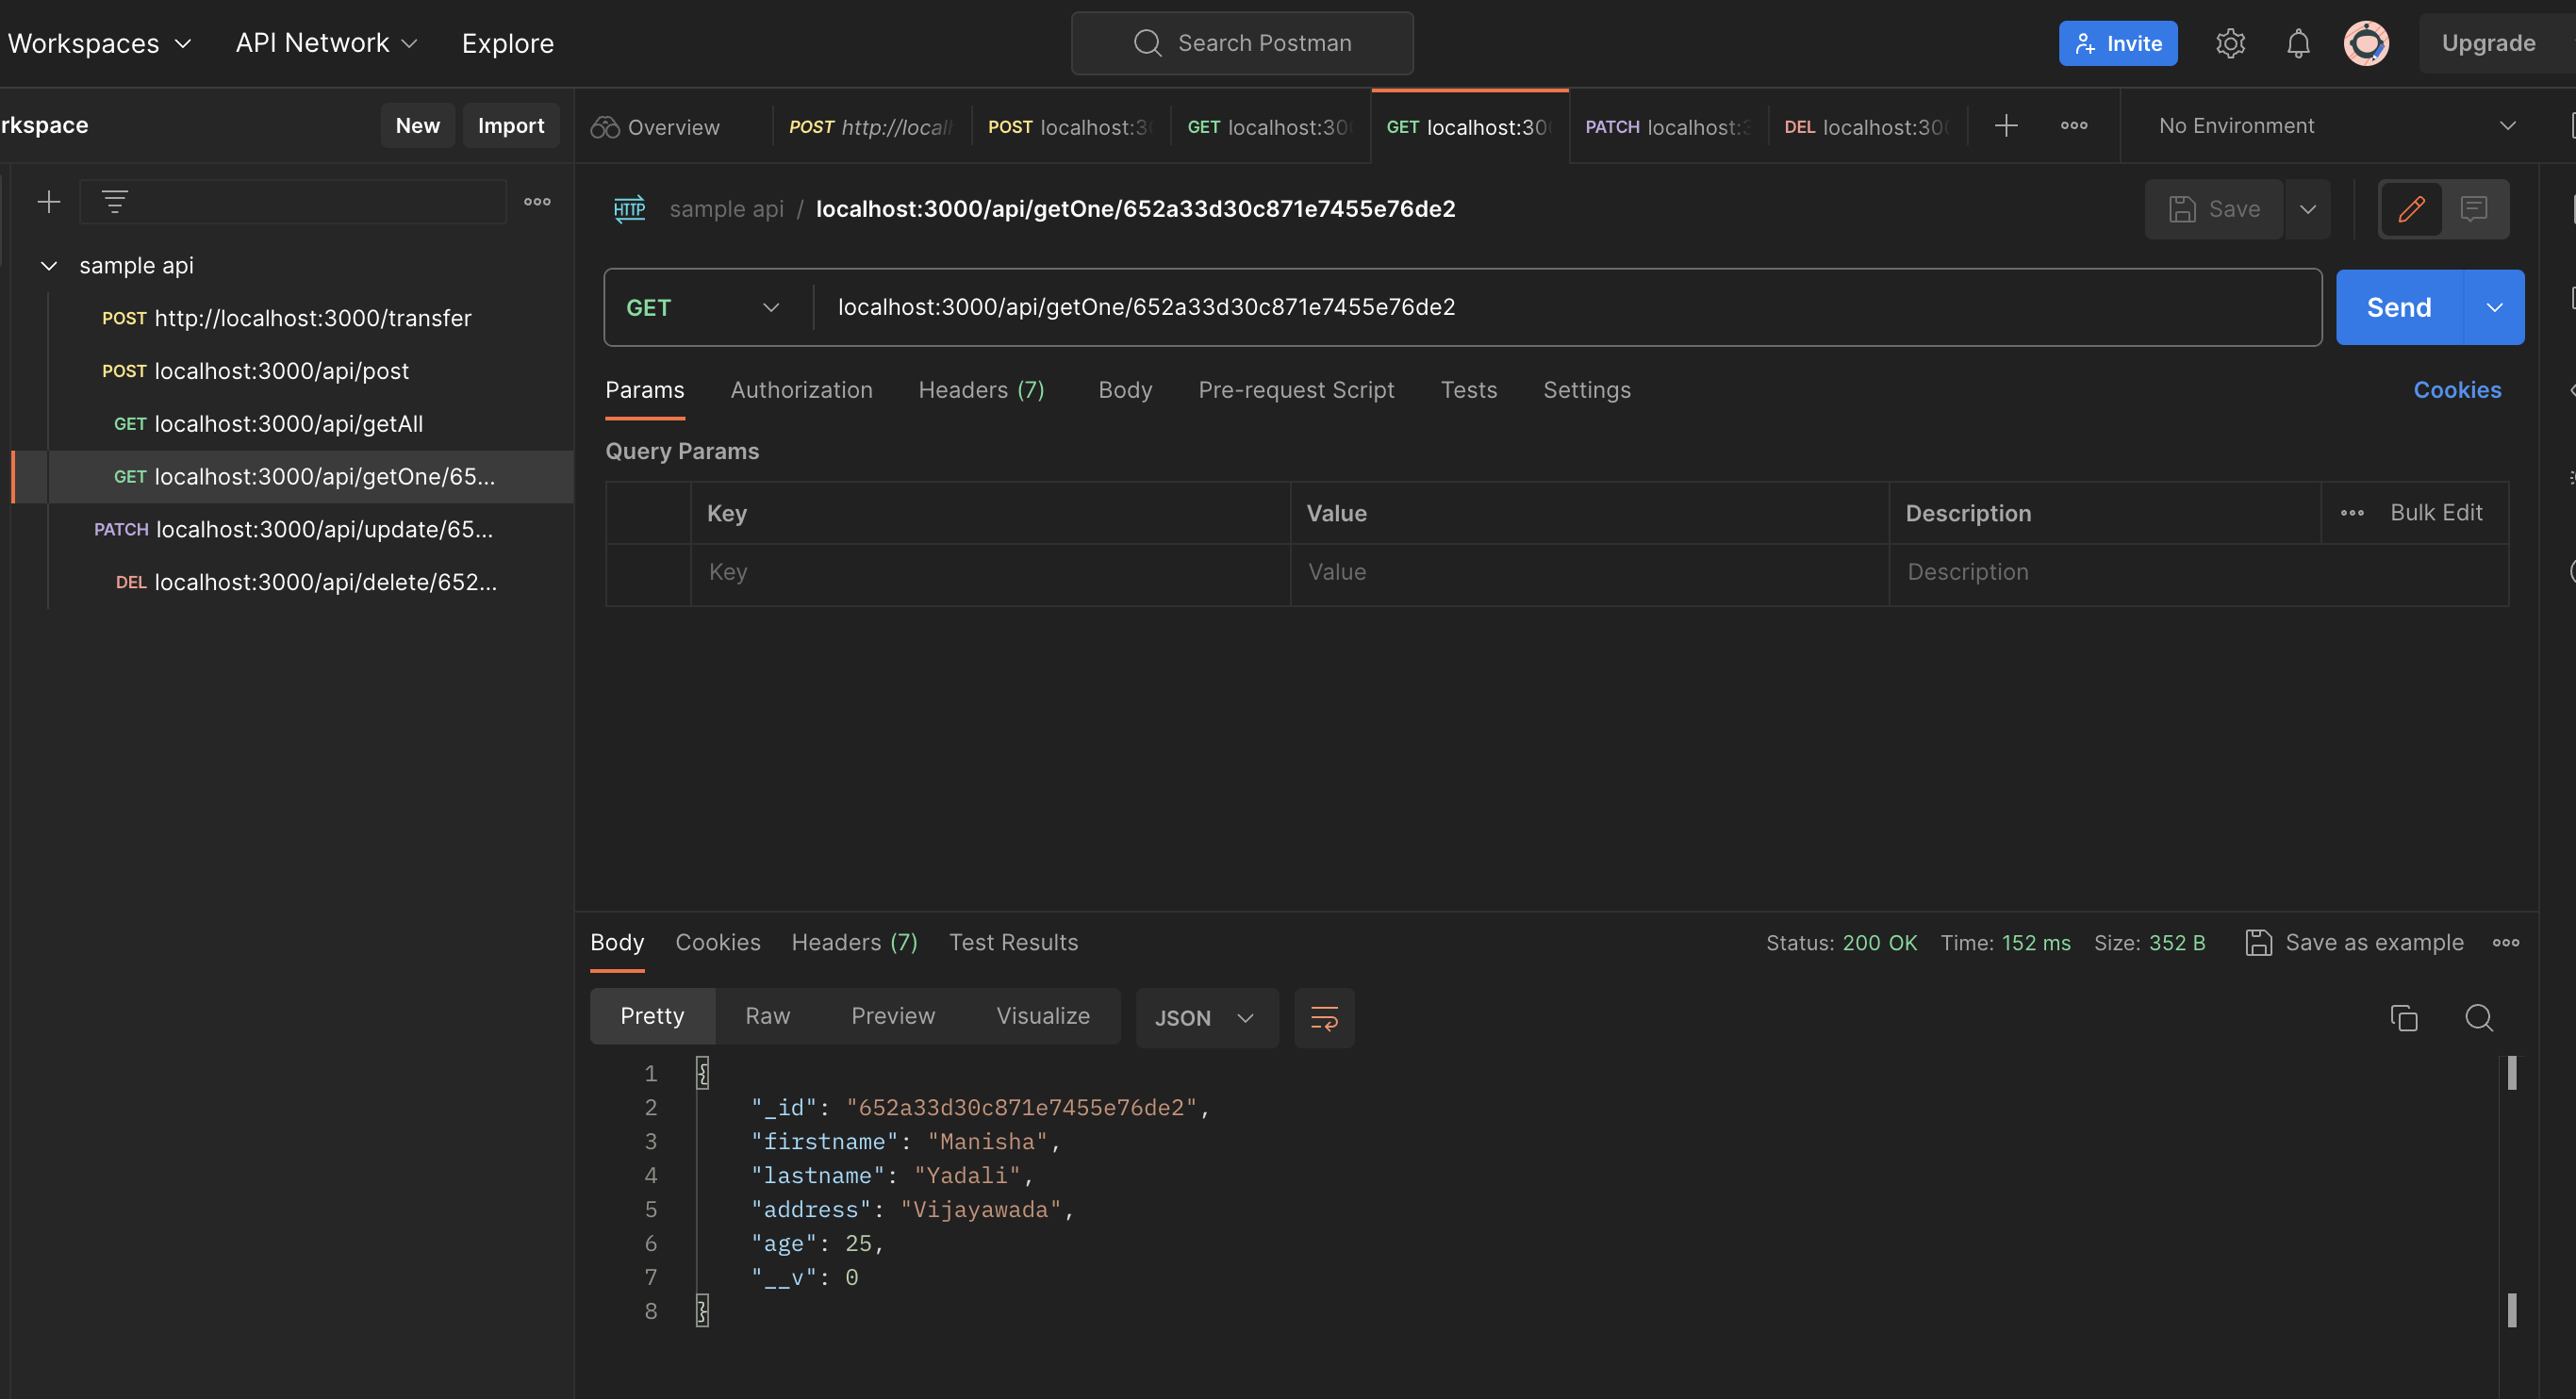 Workspaces API Network Explore Search Postman Invite Upgrade
rkspace New Import Overview POST http://local POST localhost:3 GET localhost:30 GET localhost:30 PATCH localhost: DEL localhost:30 No Environment
HTTP sample api / localhost:3000/api/getOne/652a33d30c871e7455e76de2 Save
sample api
POST http://localhost:3000/transfer
POST localhost:3000/api/post
GET localhost:3000/api/getAll
GET localhost:3000/api/getOne/65...
PATCH localhost:3000/api/update/65...
DEL localhost:3000/api/delete/652...
GET localhost:3000/api/getOne/652a33d30c871e7455e76de2 Send
Params Authorization Headers (7) Body Pre-request Script Tests Settings Cookies
Query Params
Key Value Description Bulk Edit
Key Value Description
Body Cookies Headers (7) Test Results Status: 200 OK Time: 152 ms Size: 352 B Save as example
Pretty Raw Preview Visualize JSON
1 {
2 "_id": "652a33d30c871e7455e76de2",
3 "firstname": "Manisha",
4 "lastname": "Yadali",
5 "address": "Vijayawada",
6 "age": 25,
7 "__v": 0
8 }